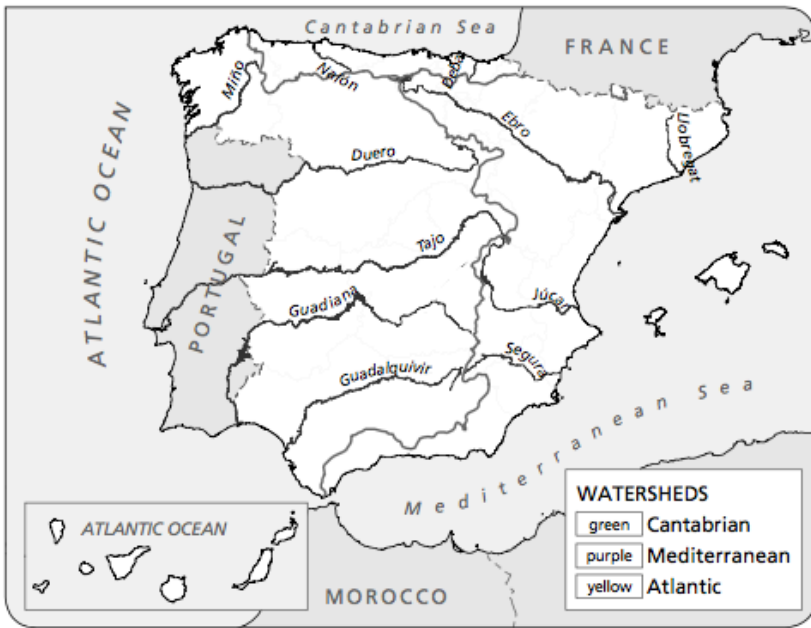 Cantabrian Sea
FRANCE
Miño
Nalón
Deba
Ebro
Llobregat
Duero
ATLANTIC OCEAN
PORTUGAL
Tajo
Guadiana
Júcar
Segura
Guadalquivir
Mediterranean Sea
ATLANTIC OCEAN
MOROCCO
WATERSHEDS
green Cantabrian
purple Mediterranean
yellow Atlantic